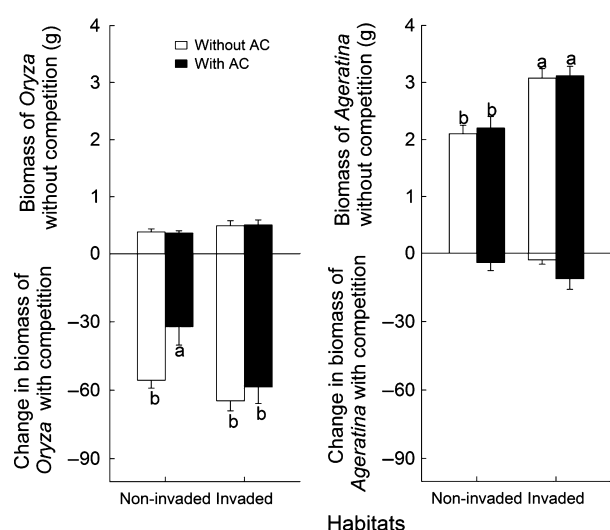 Biomass of Oryza
without competition (g)
Change in biomass of
Oryza with competition
4
3
2
1
0
–30
–60
–90
Without AC
With AC
a
b
b b
Non-invaded Invaded
Biomass of Ageratina
without competition (g)
Change in biomass of
Ageratina with competition
4
3
2
1
0
–30
–60
–90
a a
b b
Non-invaded Invaded
Habitats